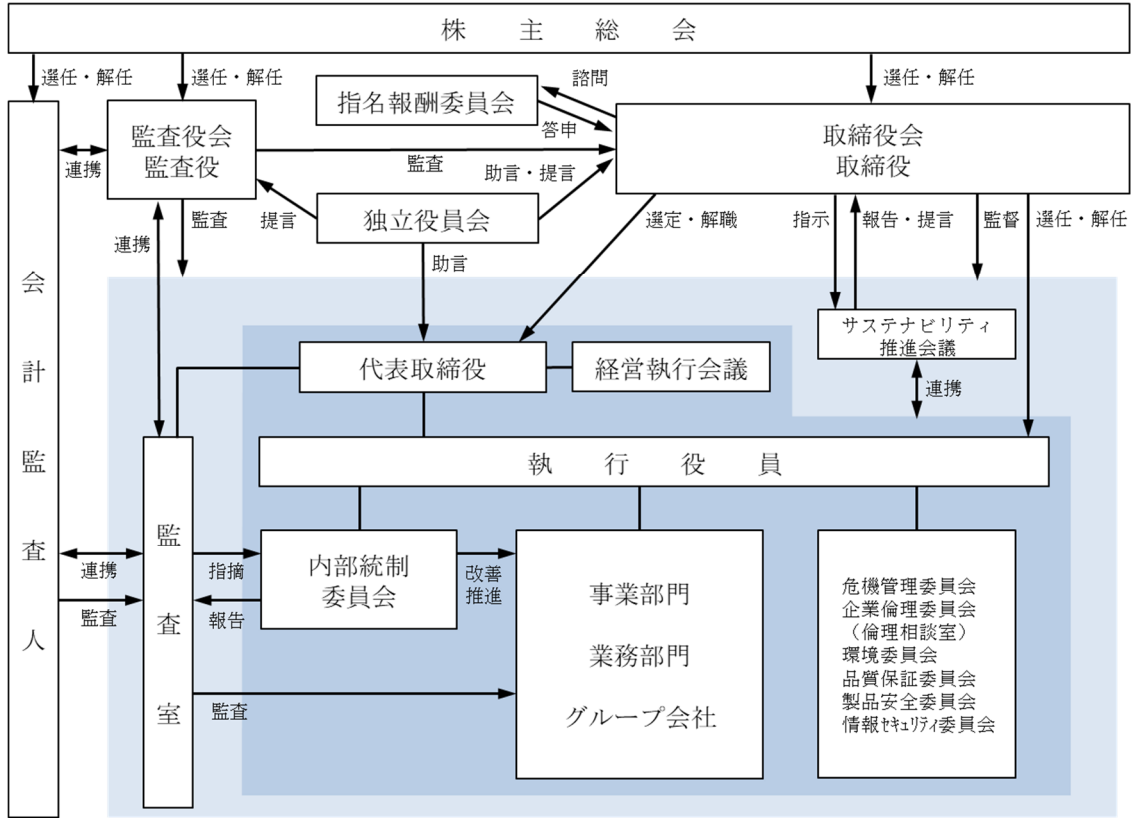 株主総会
選任・解任
選任・解任
選任・解任
指名報酬委員会
諮問
答申
監査役会
監査役
取締役会
取締役
連携
監査
助言・提言
独立役員会
提言
監査
連携
助言
選定・解職
指示
報告・提言
監督
選任・解任
会計監査人
サステナビリティ
推進会議
連携
代表取締役
経営執行会議
執行役員
監査室
連携
監査
指摘
報告
内部統制
委員会
改善
推進
監査
事業部門
業務部門
グループ会社
危機管理委員会
企業倫理委員会
（倫理相談室）
環境委員会
品質保証委員会
製品安全委員会
情報ｾｷｭﾘﾃｨ委員会